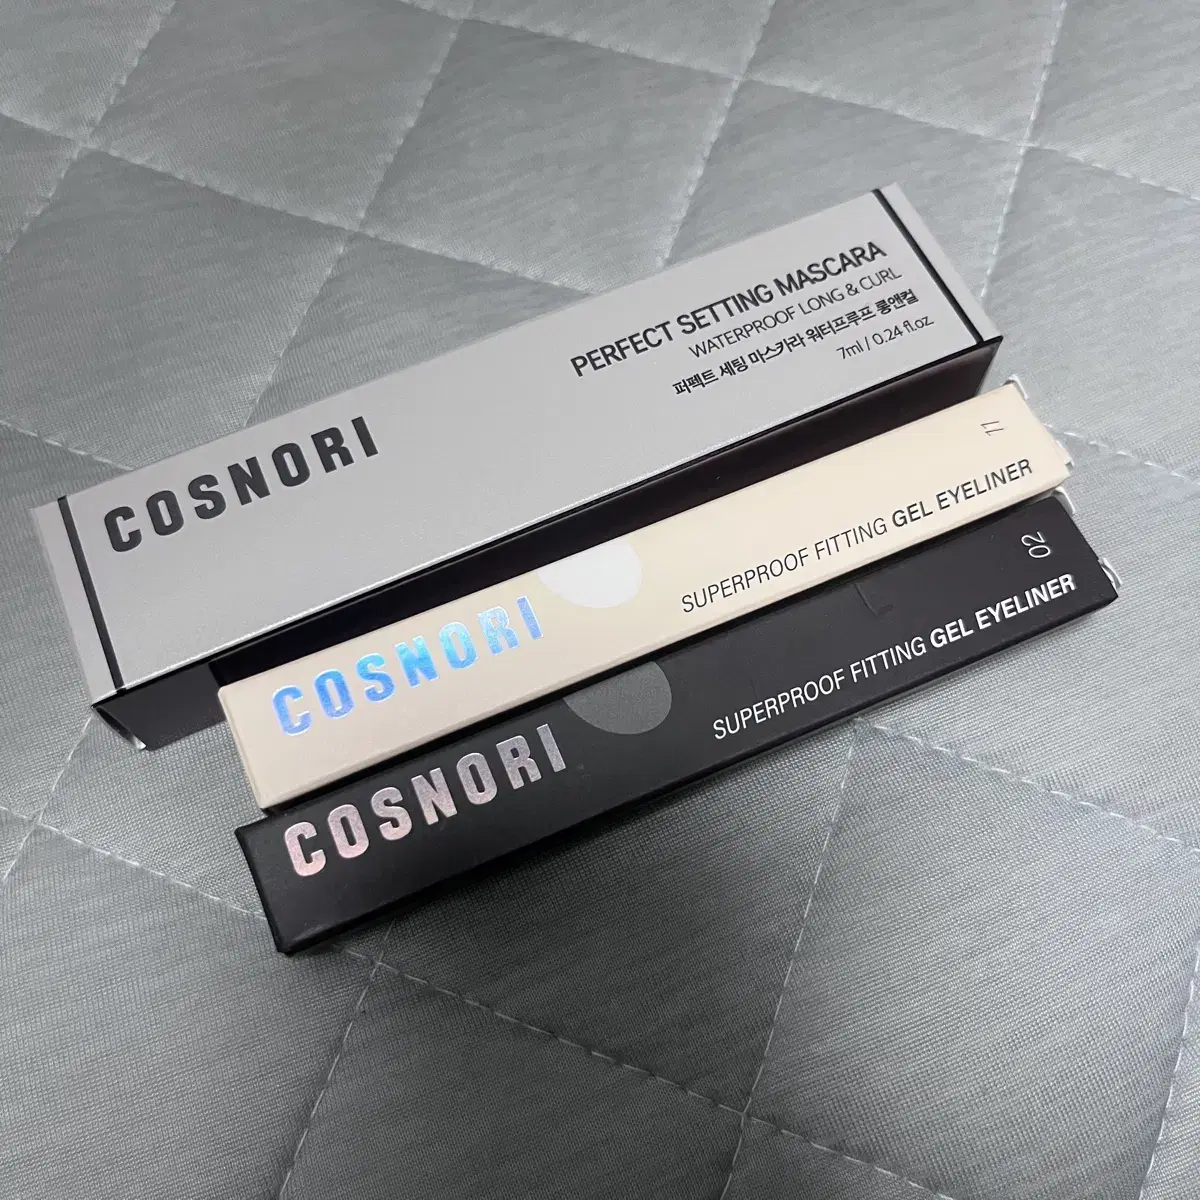 COSNORI
PERFECT SETTING MASCARA
WATERPROOF LONG & CURL
퍼펙트 세팅 마스카라 워터프루프 롱앤컬
7ml / 0.24 fl.oz
COSNORI
SUPERPROOF FITTING GEL EYELINER
11
COSNORI
SUPERPROOF FITTING GEL EYELINER
02